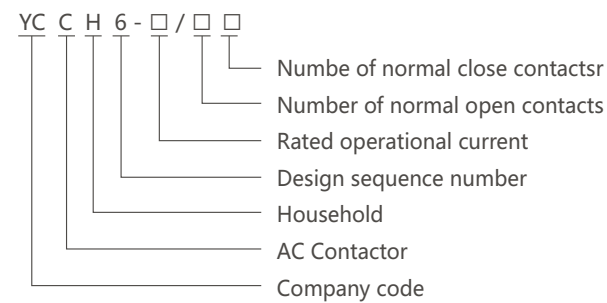 YC C H 6 - □ / □ □
Numbe of normal close contactsr
Number of normal open contacts
Rated operational current
Design sequence number
Household
AC Contactor
Company code